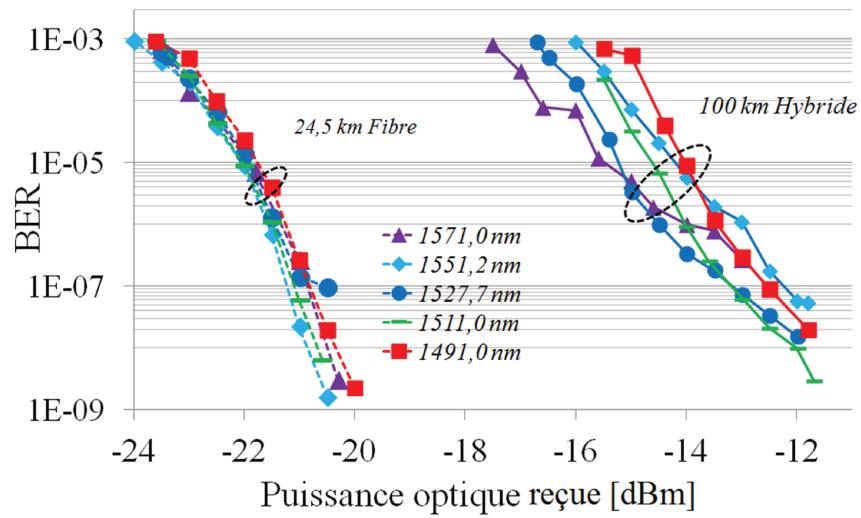 1E-03
1E-05
1E-07
1E-09
BER
24,5 km Fibre
100 km Hybride
1571,0 nm
1551,2 nm
1527,7 nm
1511,0 nm
1491,0 nm
-24 -22 -20 -18 -16 -14 -12
Puissance optique reçue [dBm]